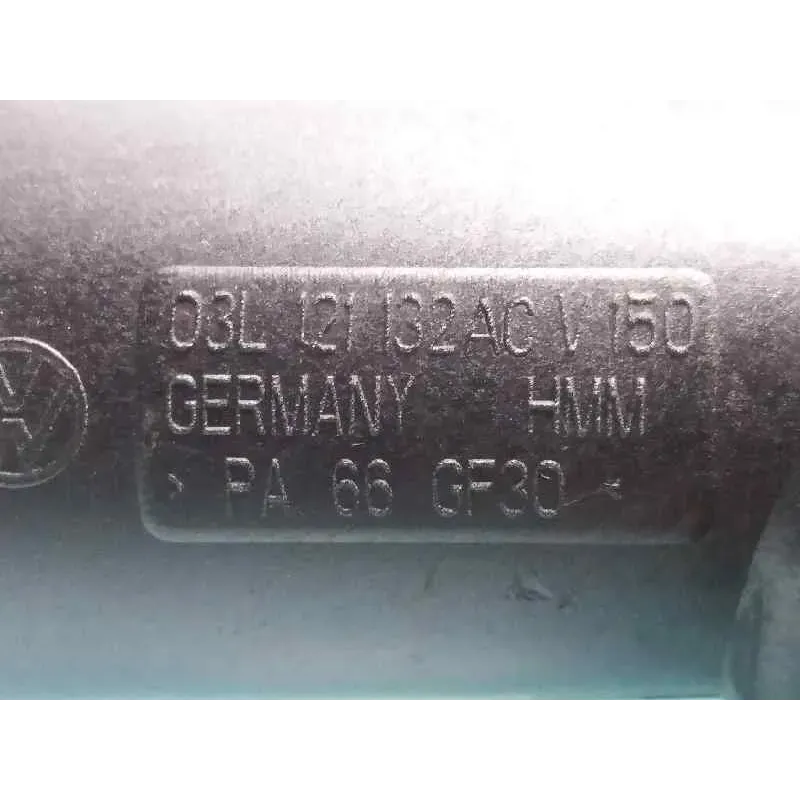 03L 121 132AC V 150
GERMANY HMM
> PA 66 GF30 <